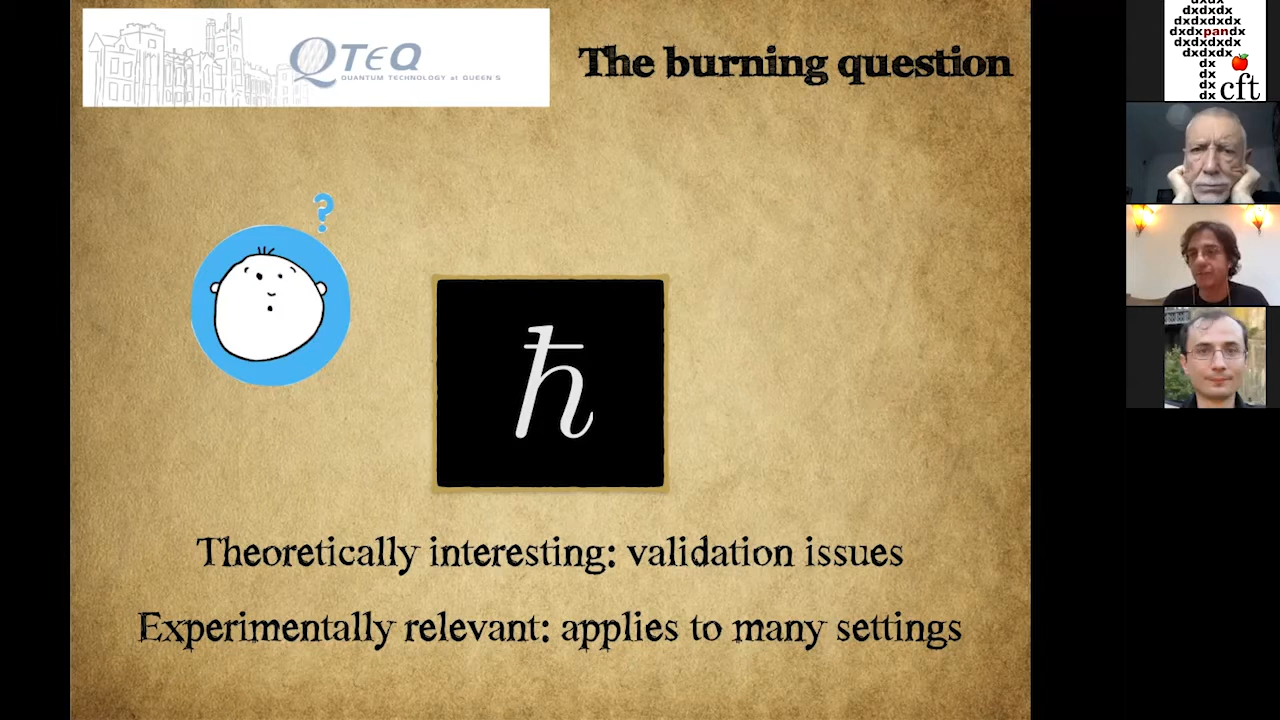 QTEQ
QUANTUM TECHNOLOGY at QUEEN'S
The burning question
?
ħ
Theoretically interesting: validation issues
Experimentally relevant: applies to many settings
dxdx
dxdxdx
dxdxdxdx
dxdxpandx
dxdxdxdx
dxdxdx
dx
dx
dx
dx
cft